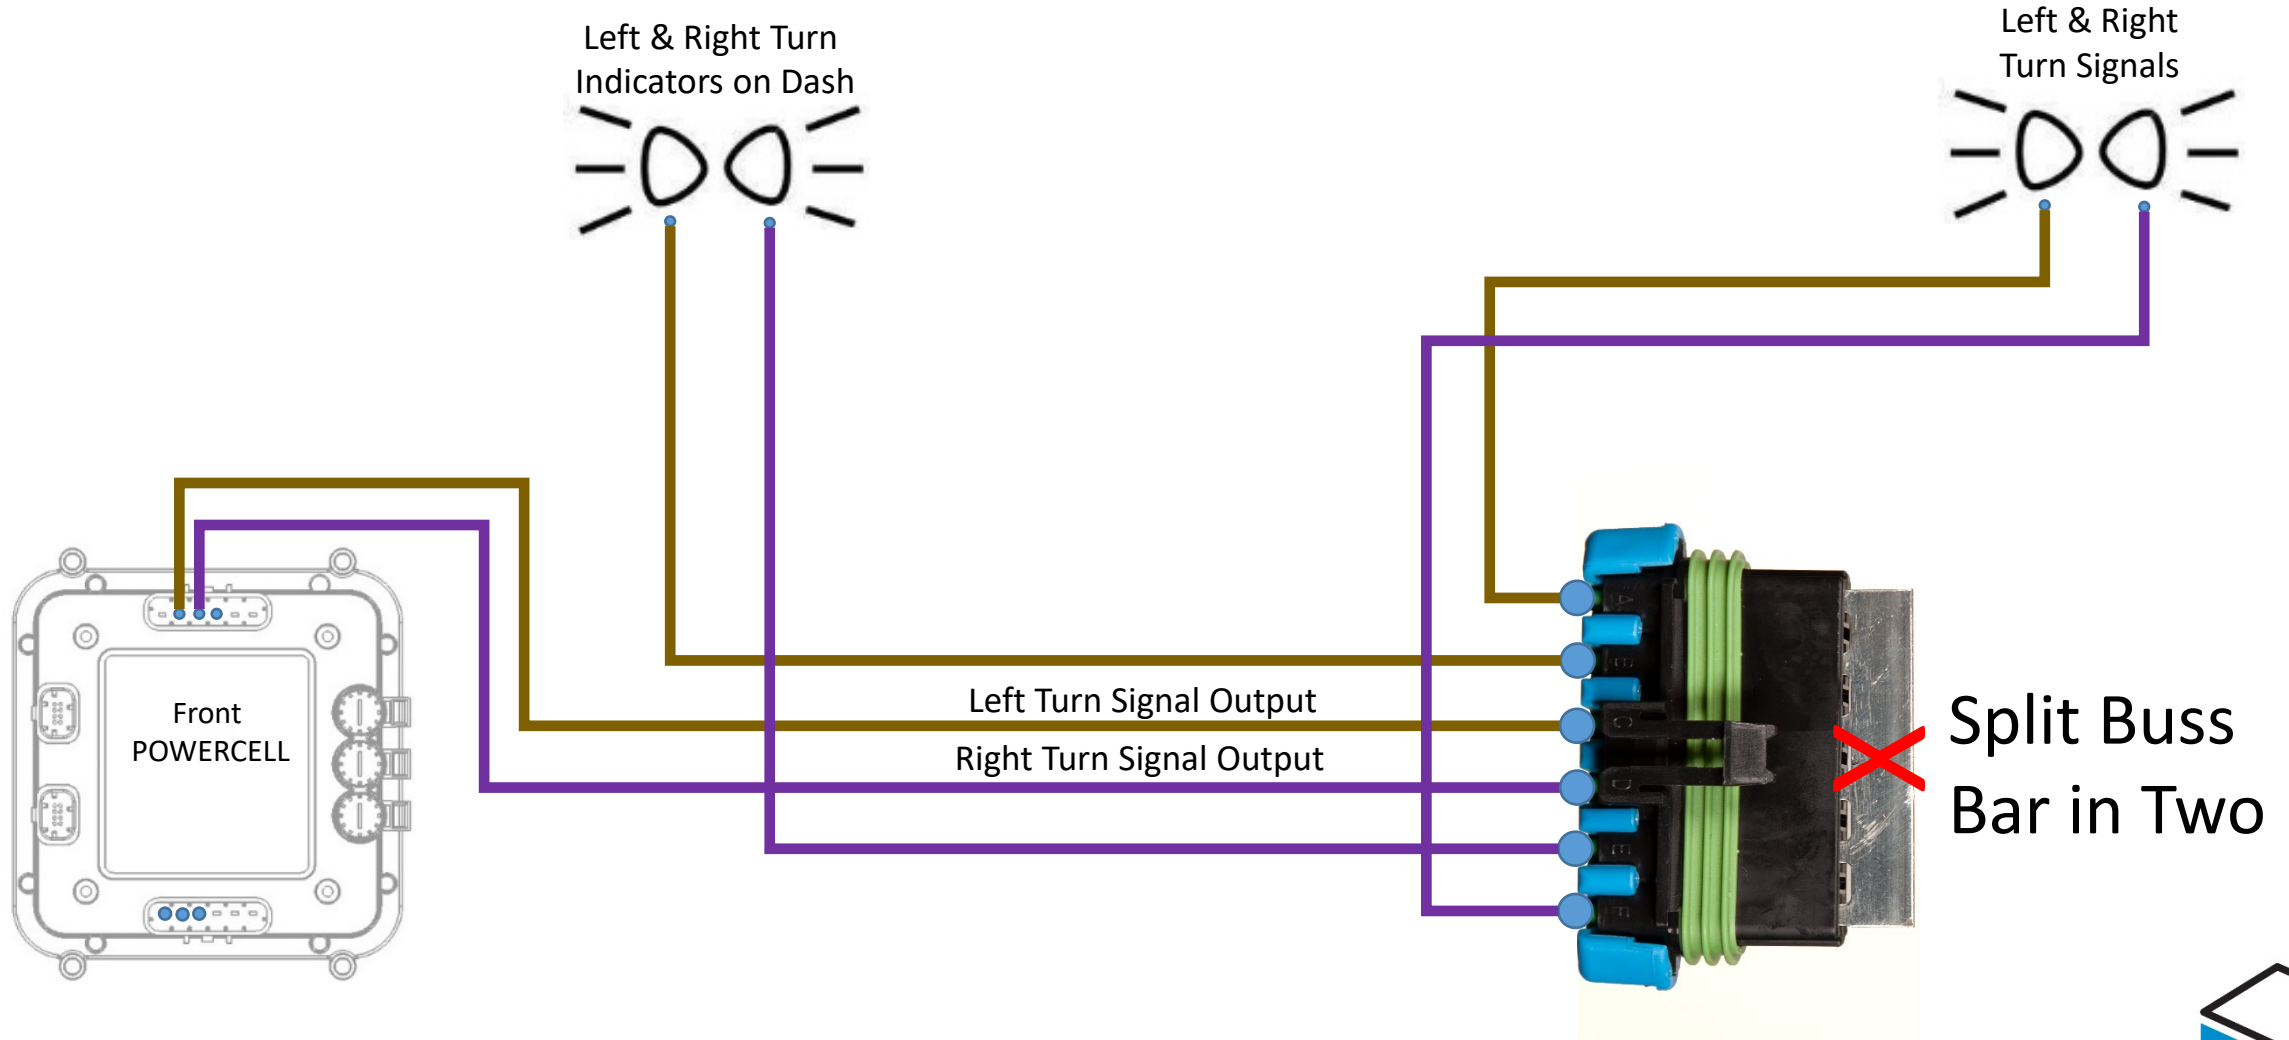 Left & Right Turn
Indicators on Dash
Left & Right
Turn Signals
Front
POWERCELL
Left Turn Signal Output
Right Turn Signal Output
A
C
D
E
F
Split Buss
Bar in Two